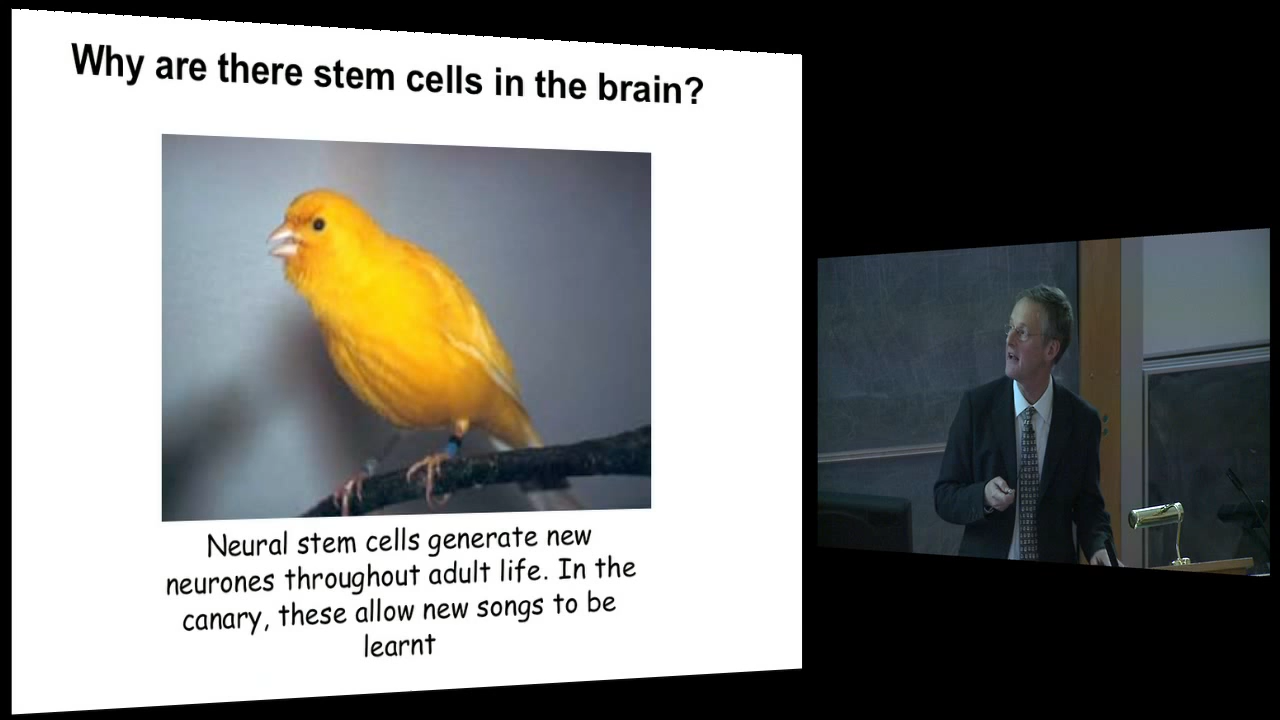 Why are there stem cells in the brain?
Neural stem cells generate new
neurones throughout adult life. In the
canary, these allow new songs to be
learnt